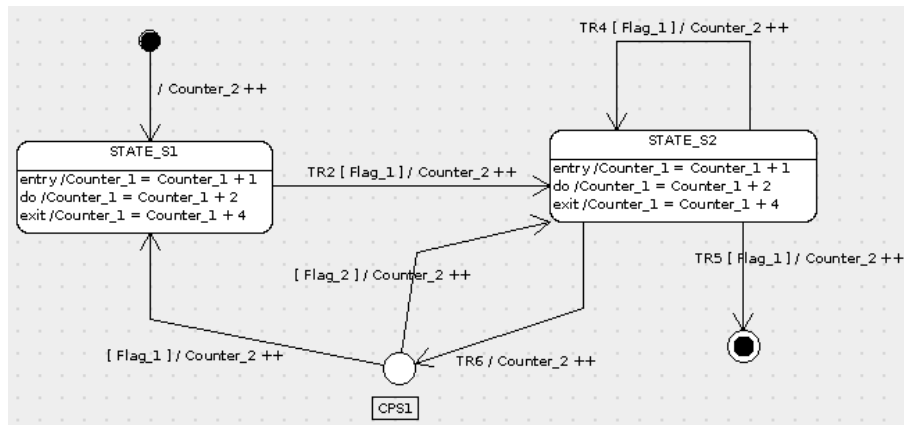 TR4 [ Flag_1 ] / Counter_2 ++
/ Counter_2 ++
STATE_S1
entry /Counter_1 = Counter_1 + 1
do /Counter_1 = Counter_1 + 2
exit /Counter_1 = Counter_1 + 4
TR2 [ Flag_1 ] / Counter_2 ++
STATE_S2
entry /Counter_1 = Counter_1 + 1
do /Counter_1 = Counter_1 + 2
exit /Counter_1 = Counter_1 + 4
[ Flag_2 ] / Counter_2 ++
TR5 [ Flag_1 ] / Counter_2 ++
[ Flag_1 ] / Counter_2 ++
TR6 / Counter_2 ++
CPS1